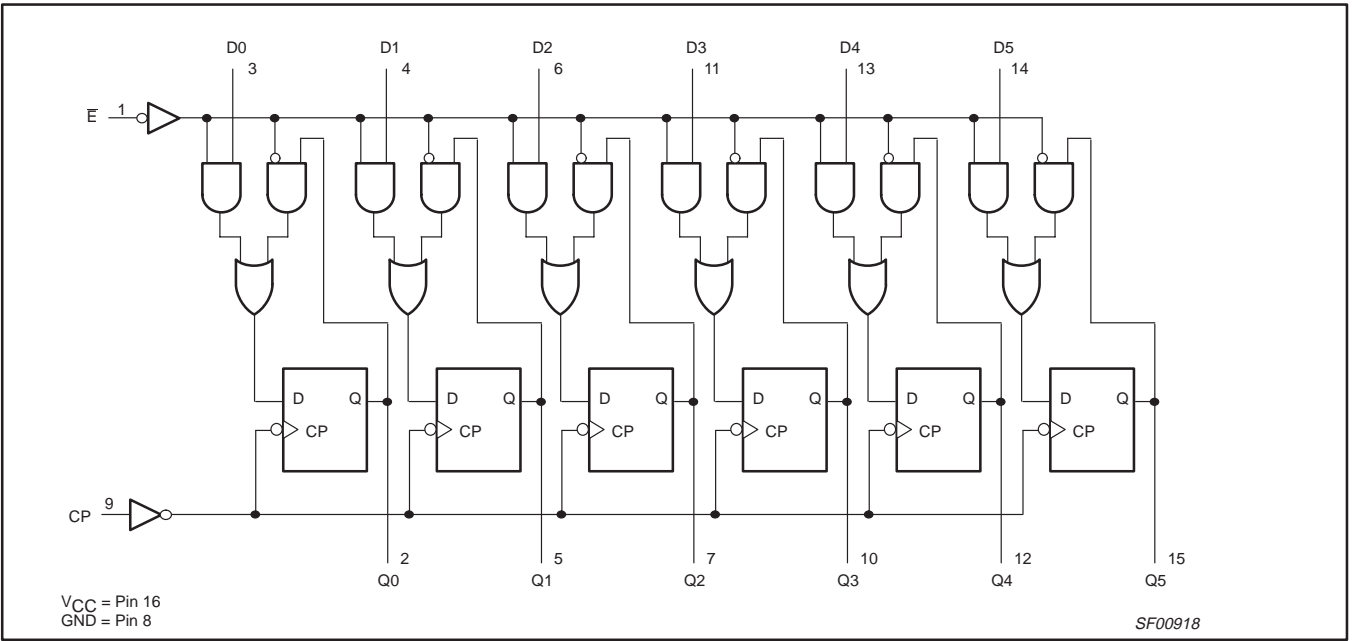 D0 D1 D2 D3 D4 D5
3 4 6 11 13 14
E̅ 1
D Q D Q D Q D Q D Q D Q
CP CP CP CP CP CP
CP 9
2 5 7 10 12 15
Q0 Q1 Q2 Q3 Q4 Q5
VCC = Pin 16
GND = Pin 8
SF00918